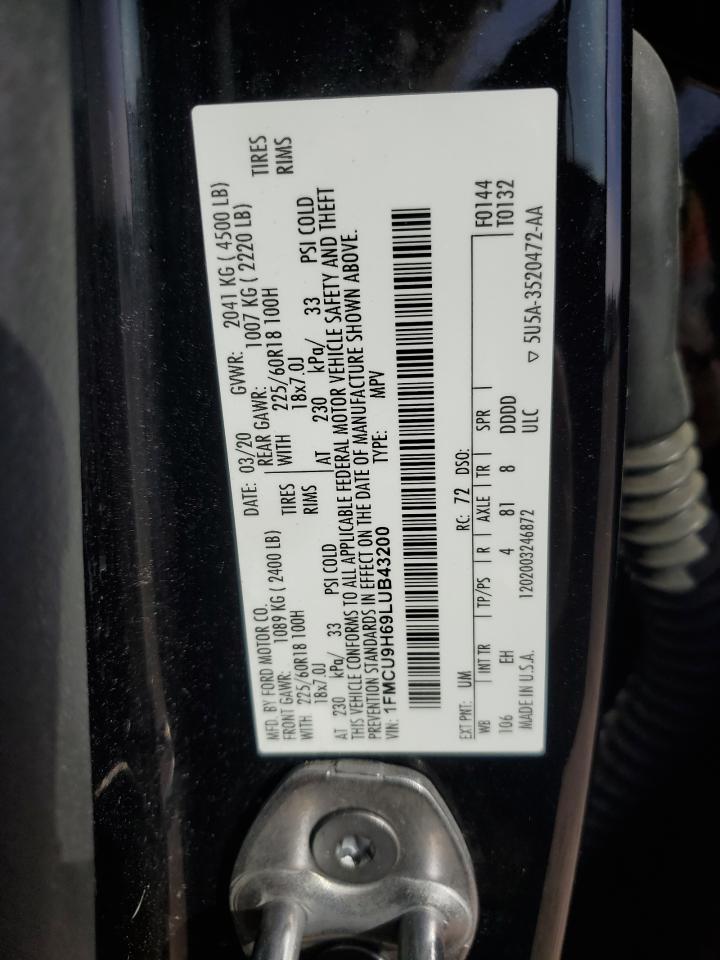 MFD. BY FORD MOTOR CO.
DATE: 03/20 GVWR: 2041 KG ( 4500 LB)
FRONT GAWR: 1089 KG ( 2400 LB)
REAR GAWR: 1007 KG ( 2220 LB)
WITH 225/60R18 100H TIRES
WITH 225/60R18 100H TIRES
18x7.0J RIMS
18x7.0J RIMS
AT 230 kPa/ 33 PSI COLD
AT 230 kPa/ 33 PSI COLD
THIS VEHICLE CONFORMS TO ALL APPLICABLE FEDERAL MOTOR VEHICLE SAFETY AND THEFT
PREVENTION STANDARDS IN EFFECT ON THE DATE OF MANUFACTURE SHOWN ABOVE.
VIN: 1FMCU9H69LUB43200 TYPE: MPV
EXT PNT: UM RC: 72 DSO: F0144
WB INT TR TP/PS R AXLE TR SPR T0132
106 EH 4 81 8 DDDD
MADE IN U.S.A. 1202003246872 ULC ▽ 5U5A-3520472-AA